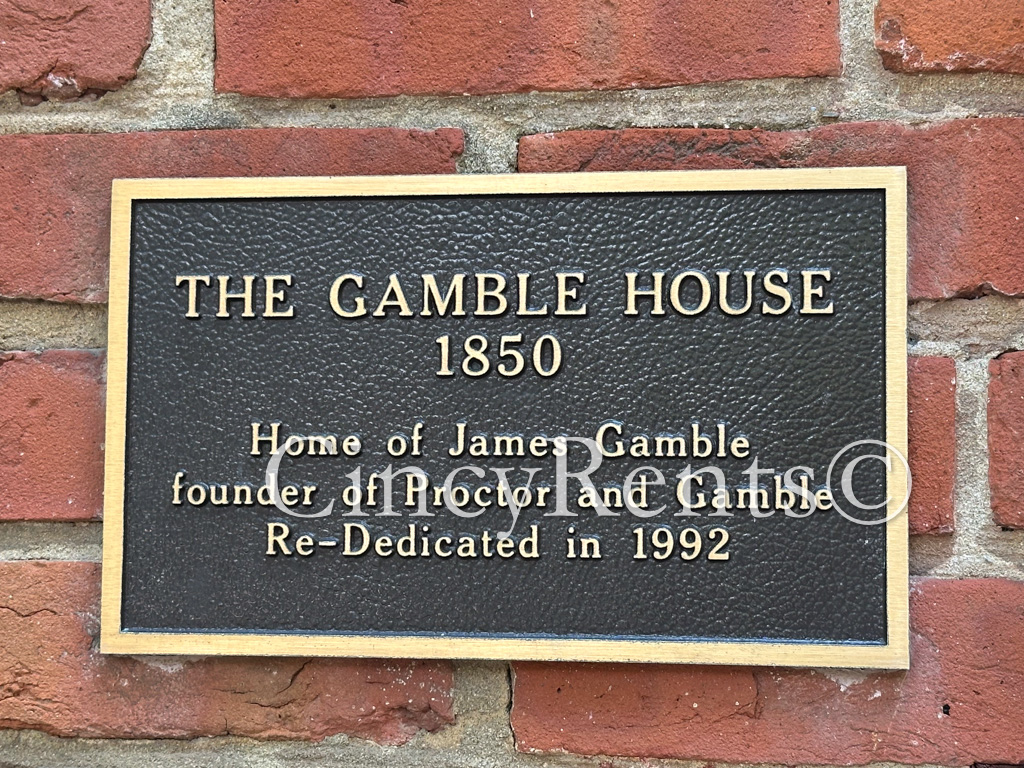 THE GAMBLE HOUSE
1850
Home of James Gamble
founder of Proctor and Gamble
Re-Dedicated in 1992
CincyRents©